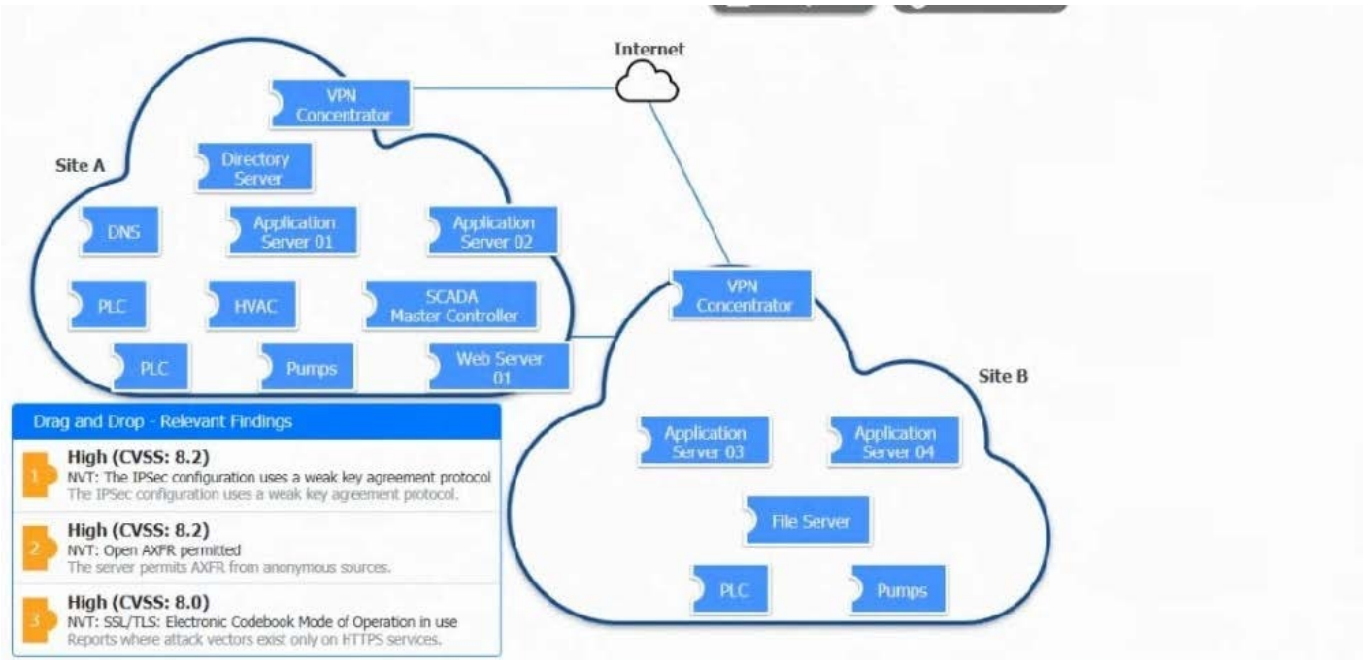 Internet
VPN
Concentrator
Site A
Directory
Server
DNS
Application
Server 01
Application
Server 02
PLC
HVAC
SCADA
Master Controller
PLC
Pumps
Web Server
01
VPN
Concentrator
Site B
Application
Server 03
Application
Server 04
File Server
PLC
Pumps
Drag and Drop - Relevant Findings
1
High (CVSS: 8.2)
NVT: The IPSec configuration uses a weak key agreement protocol
The IPSec configuration uses a weak key agreement protocol.
2
High (CVSS: 8.2)
NVT: Open AXFR permitted
The server permits AXFR from anonymous sources.
3
High (CVSS: 8.0)
NVT: SSL/TLS: Electronic Codebook Mode of Operation in use
Reports where attack vectors exist only on HTTPS services.